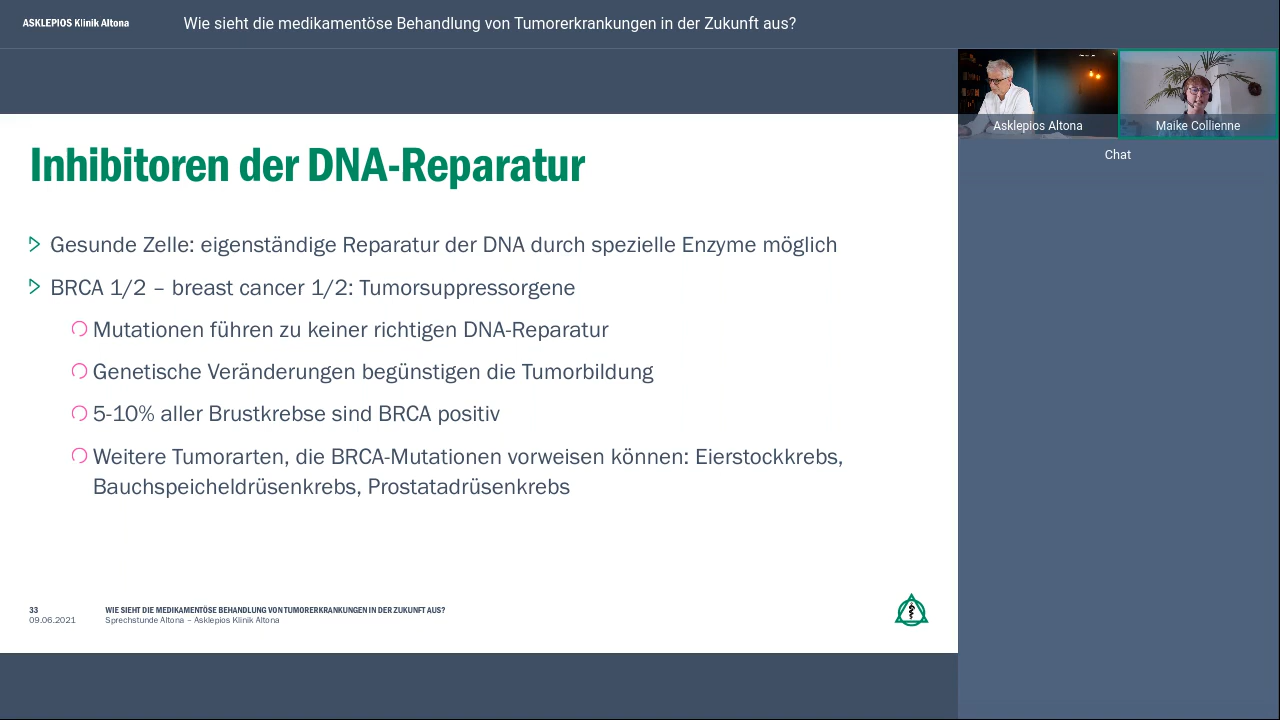 ASKLEPIOS Klinik Altona
Wie sieht die medikamentöse Behandlung von Tumorerkrankungen in der Zukunft aus?
Asklepios Altona
Maike Collienne
Chat
Inhibitoren der DNA-Reparatur
Gesunde Zelle: eigenständige Reparatur der DNA durch spezielle Enzyme möglich
BRCA 1/2 – breast cancer 1/2: Tumorsuppressorgene
Mutationen führen zu keiner richtigen DNA-Reparatur
Genetische Veränderungen begünstigen die Tumorbildung
5-10% aller Brustkrebse sind BRCA positiv
Weitere Tumorarten, die BRCA-Mutationen vorweisen können: Eierstockkrebs,
Bauchspeicheldrüsenkrebs, Prostatadrüsenkrebs
33
WIE SIEHT DIE MEDIKAMENTÖSE BEHANDLUNG VON TUMORERKRANKUNGEN IN DER ZUKUNFT AUS?
09.06.2021
Sprechstunde Altona – Asklepios Klinik Altona